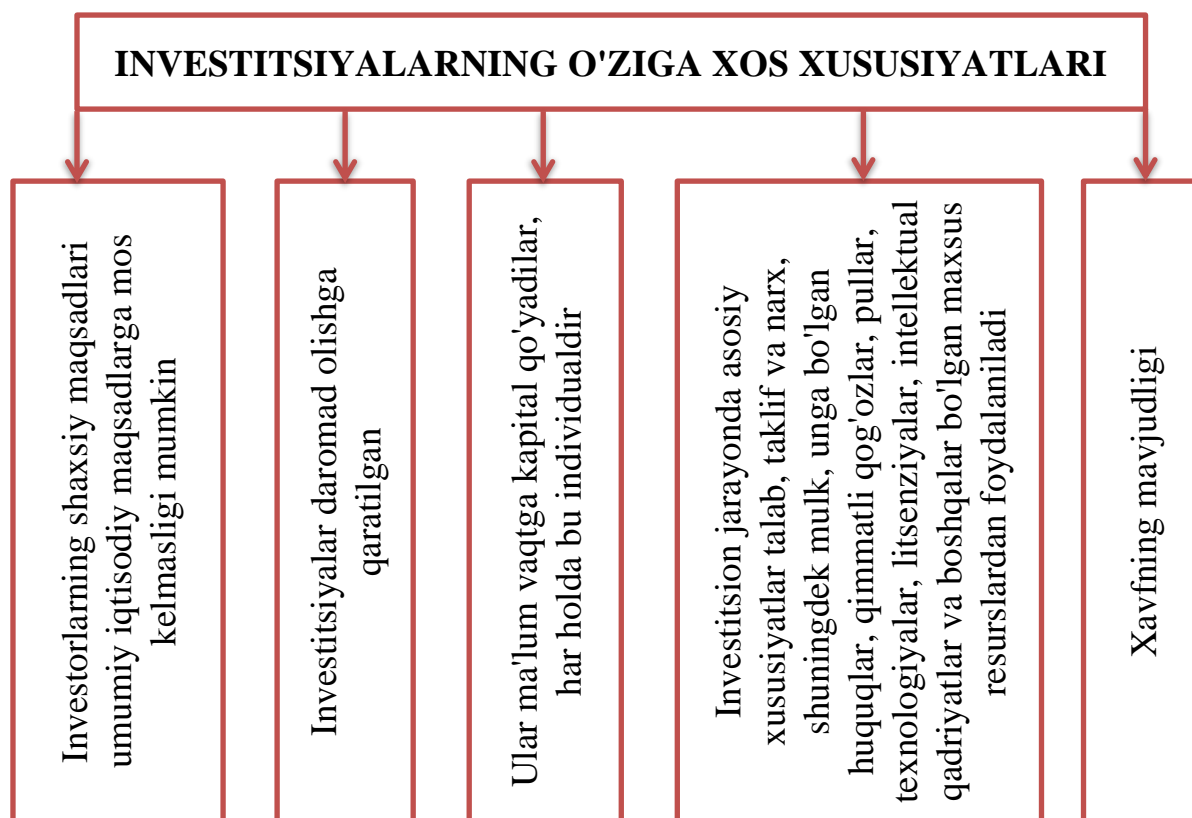 INVESTITSIYALARNING O'ZIGA XOS XUSUSIYATLARI
Investorlarning shaxsiy maqsadlari
umumiy iqtisodiy maqsadlarga mos
kelmasligi mumkin
Investitsiyalar daromad olishga
qaratilgan
Ular ma'lum vaqtga kapital qo'yadilar,
har holda bu individualdir
Investitsion jarayonda asosiy
xususiyatlar talab, taklif va narx,
shuningdek mulk, unga bo'lgan
huquqlar, qimmatli qog'ozlar, pullar,
texnologiyalar, litsenziyalar, intellektual
qadriyatlar va boshqalar bo'lgan maxsus
resurslardan foydalaniladi
Xavfning mavjudligi